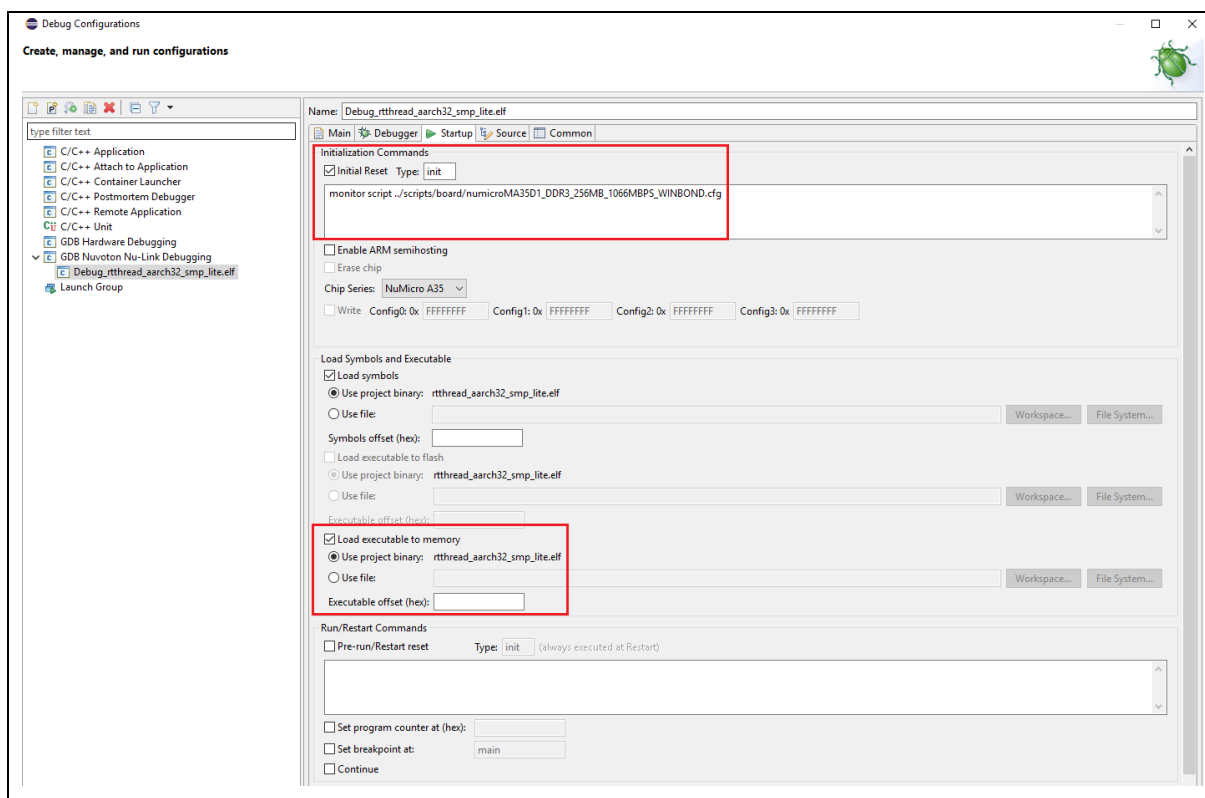 Debug Configurations
Create, manage, and run configurations
type filter text
C/C++ Application
C/C++ Attach to Application
C/C++ Container Launcher
C/C++ Postmortem Debugger
C/C++ Remote Application
C/C++ Unit
GDB Hardware Debugging
GDB Nuvoton Nu-Link Debugging
Debug_rtthread_aarch32_smp_lite.elf
Launch Group
Name: Debug_rtthread_aarch32_smp_lite.elf
Main Debugger Startup Source Common
Initialization Commands
Initial Reset Type: init
monitor script ../scripts/board/numicroMA35D1_DDR3_256MB_1066MBPS_WINBOND.cfg
Enable ARM semihosting
Erase chip
Chip Series: NuMicro A35
Write Config0: 0x FFFFFFFF Config1: 0x FFFFFFFF Config2: 0x FFFFFFFF Config3: 0x FFFFFFFF
Load Symbols and Executable
Load symbols
Use project binary: rtthread_aarch32_smp_lite.elf
Use file: Workspace... File System...
Symbols offset (hex):
Load executable to flash
Use project binary: rtthread_aarch32_smp_lite.elf
Use file: Workspace... File System...
Executable offset (hex):
Load executable to memory
Use project binary: rtthread_aarch32_smp_lite.elf
Use file: Workspace... File System...
Executable offset (hex):
Run/Restart Commands
Pre-run/Restart reset Type: init (always executed at Restart)
Set program counter at (hex):
Set breakpoint at: main
Continue